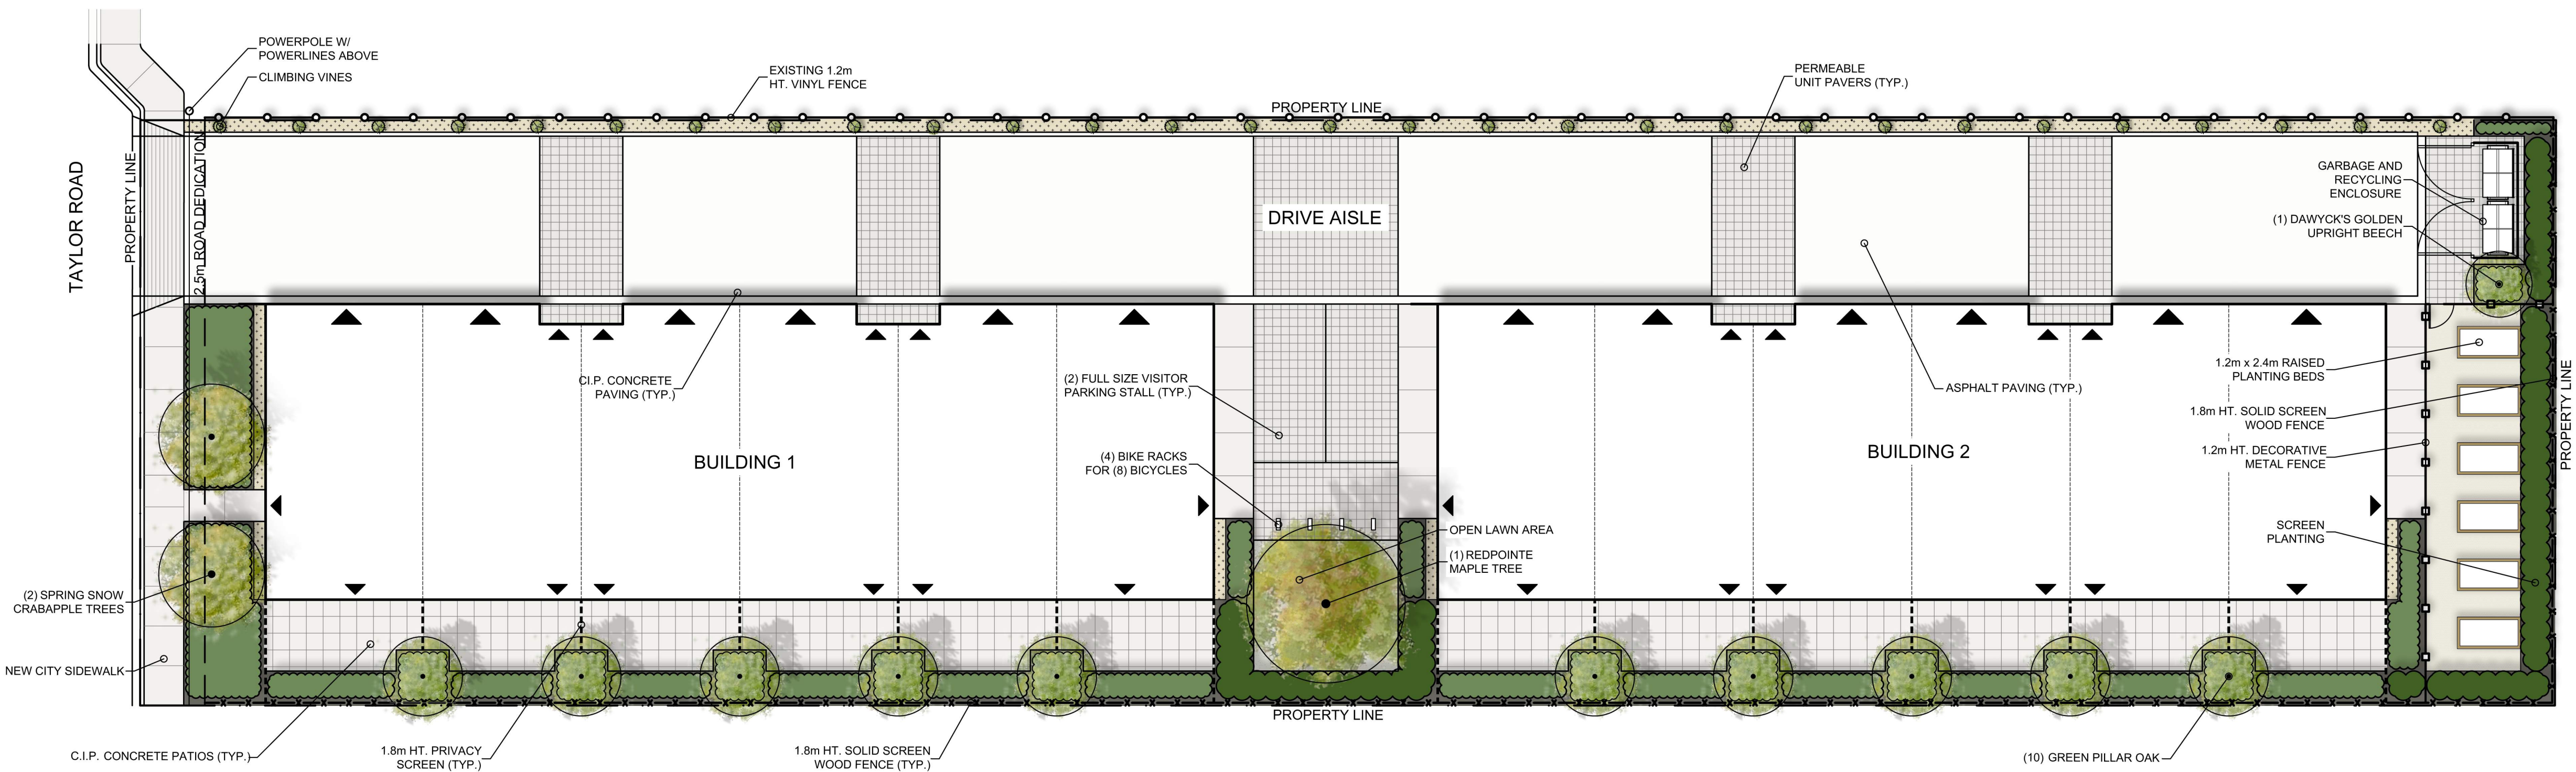 POWERPOLE W/
POWERLINES ABOVE
CLIMBING VINES
EXISTING 1.2m
HT. VINYL FENCE
PROPERTY LINE
PERMEABLE
UNIT PAVERS (TYP.)
TAYLOR ROAD
PROPERTY LINE
2.5m ROAD DEDICATION
DRIVE AISLE
GARBAGE AND
RECYCLING
ENCLOSURE
(1) DAWYCK'S GOLDEN
UPRIGHT BEECH
CI.P. CONCRETE
PAVING (TYP.)
(2) FULL SIZE VISITOR
PARKING STALL (TYP.)
ASPHALT PAVING (TYP.)
1.2m x 2.4m RAISED
PLANTING BEDS
1.8m HT. SOLID SCREEN
WOOD FENCE
PROPERTY LINE
BUILDING 1
(4) BIKE RACKS
FOR (8) BICYCLES
BUILDING 2
1.2m HT. DECORATIVE
METAL FENCE
OPEN LAWN AREA
(1) REDPOINTE
MAPLE TREE
SCREEN
PLANTING
(2) SPRING SNOW
CRABAPPLE TREES
NEW CITY SIDEWALK
PROPERTY LINE
C.I.P. CONCRETE PATIOS (TYP.)
1.8m HT. PRIVACY
SCREEN (TYP.)
1.8m HT. SOLID SCREEN
WOOD FENCE (TYP.)
(10) GREEN PILLAR OAK